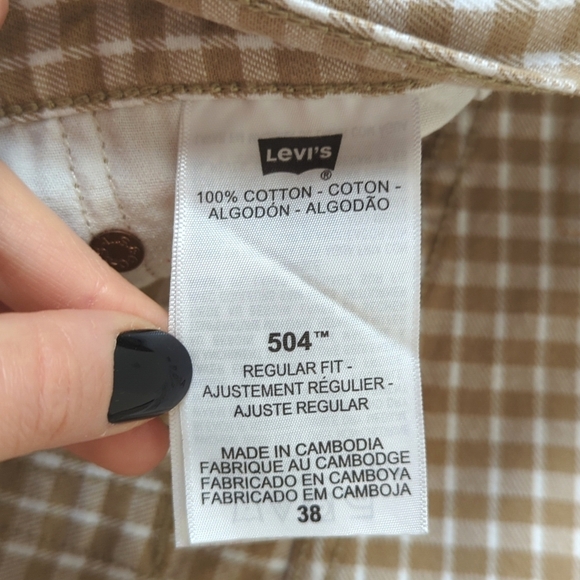 Levi's
®
100% COTTON - COTON -
ALGODÓN - ALGODÃO
504™
REGULAR FIT -
AJUSTEMENT RÉGULIER -
AJUSTE REGULAR
MADE IN CAMBODIA
FABRIQUE AU CAMBODGE
FABRICADO EN CAMBOYA
FABRICADO EM CAMBOJA
38